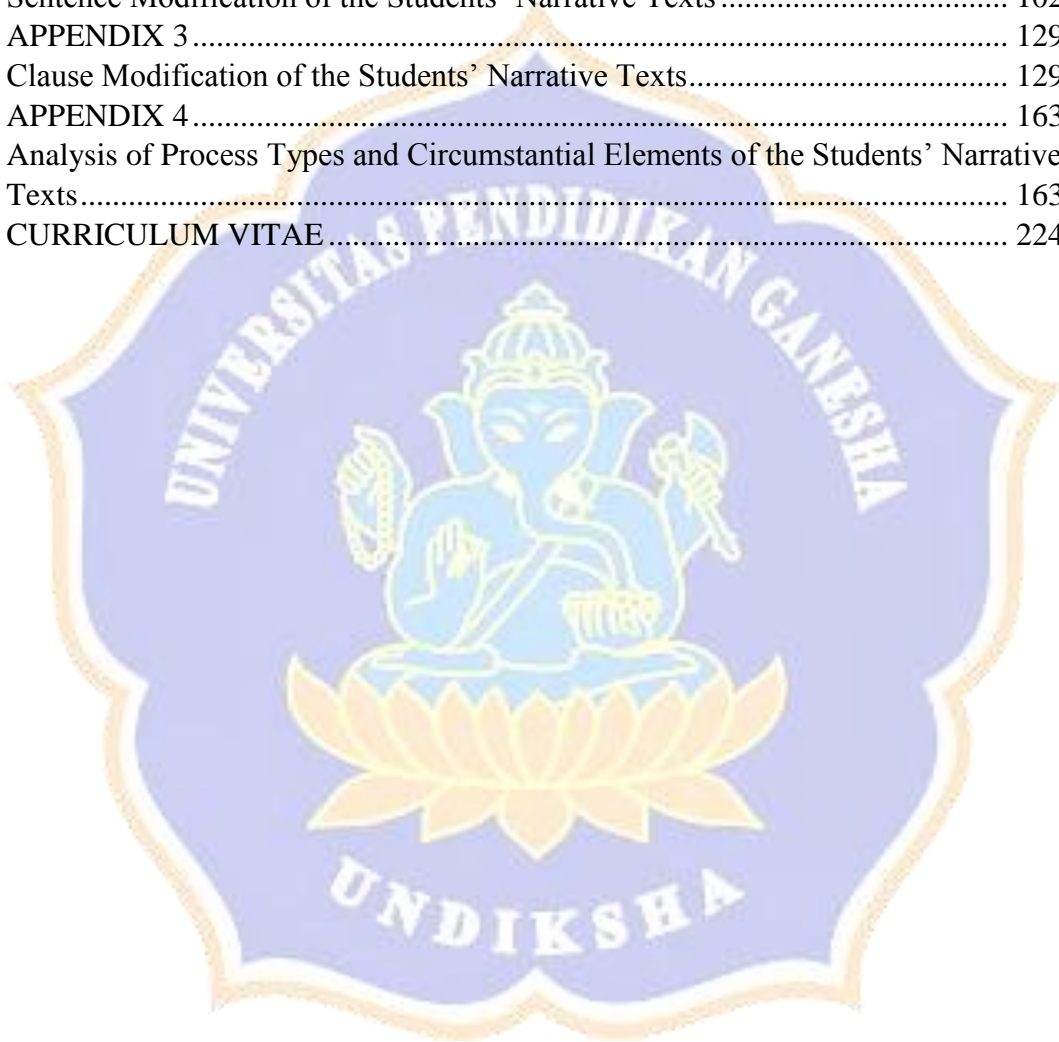 Sentence Modification of the Students’ Narrative Texts.................................... 102
APPENDIX 3.................................................................................................... 129
Clause Modification of the Students’ Narrative Texts........................................ 129
APPENDIX 4.................................................................................................... 163
Analysis of Process Types and Circumstantial Elements of the Students’ Narrative
Texts.................................................................................................................. 163
CURRICULUM VITAE................................................................................... 224
UNIVERSITAS PENDIDIKAN GANESHA
UNDIKSHA